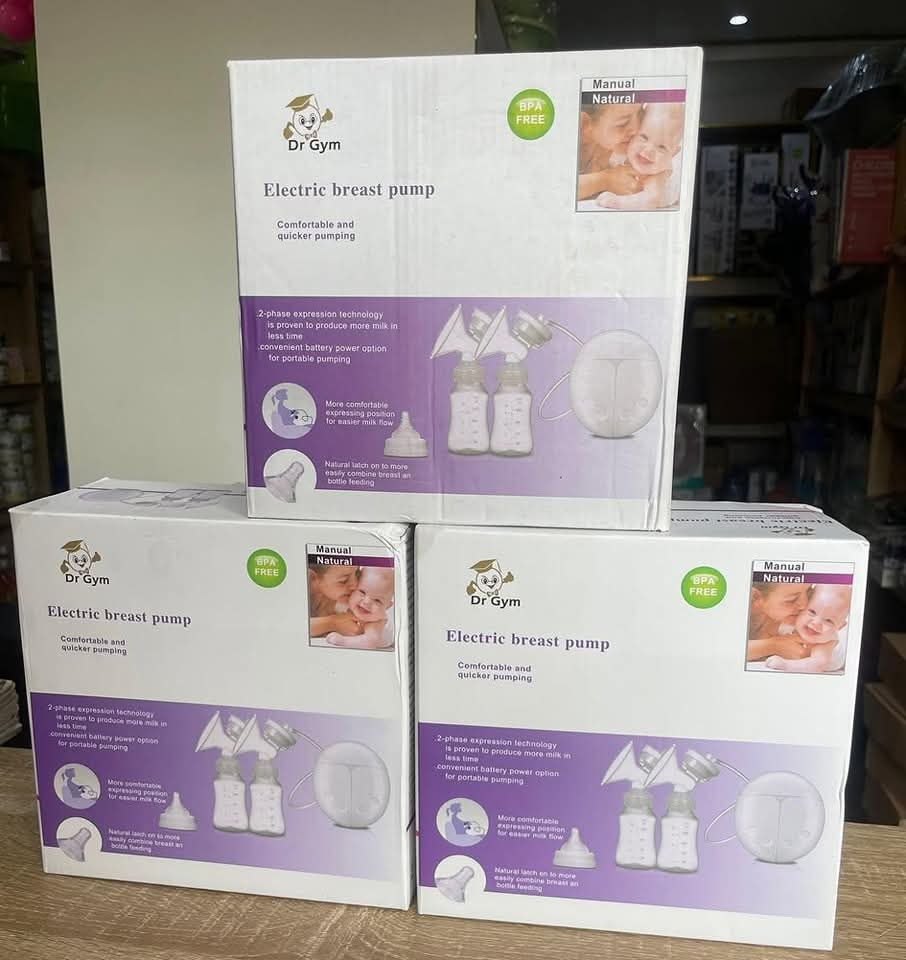 Dr Gym
BPA
FREE
Manual
Natural
Electric breast pump
Comfortable and
quicker pumping
.2-phase expression technology
is proven to produce more milk in
less time
.convenient battery power option
for portable pumping
More comfortable
expressing position
for easier milk flow
Natural latch on to more
easily combine breast an
bottle feeding
Dr Gym
BPA
FREE
Manual
Natural
Electric breast pump
Comfortable and
quicker pumping
.2-phase expression technology
is proven to produce more milk in
less time
.convenient battery power option
for portable pumping
More comfortable
expressing position
for easier milk flow
Natural latch on to more
easily combine breast an
bottle feeding
Electric breast pump
Dr Gym
BPA
FREE
Manual
Natural
Electric breast pump
Comfortable and
quicker pumping
.2-phase expression technology
is proven to produce more milk in
less time
.convenient battery power option
for portable pumping
More comfortable
expressing position
for easier milk flow
Natural latch on to more
easily combine breast an
bottle feeding